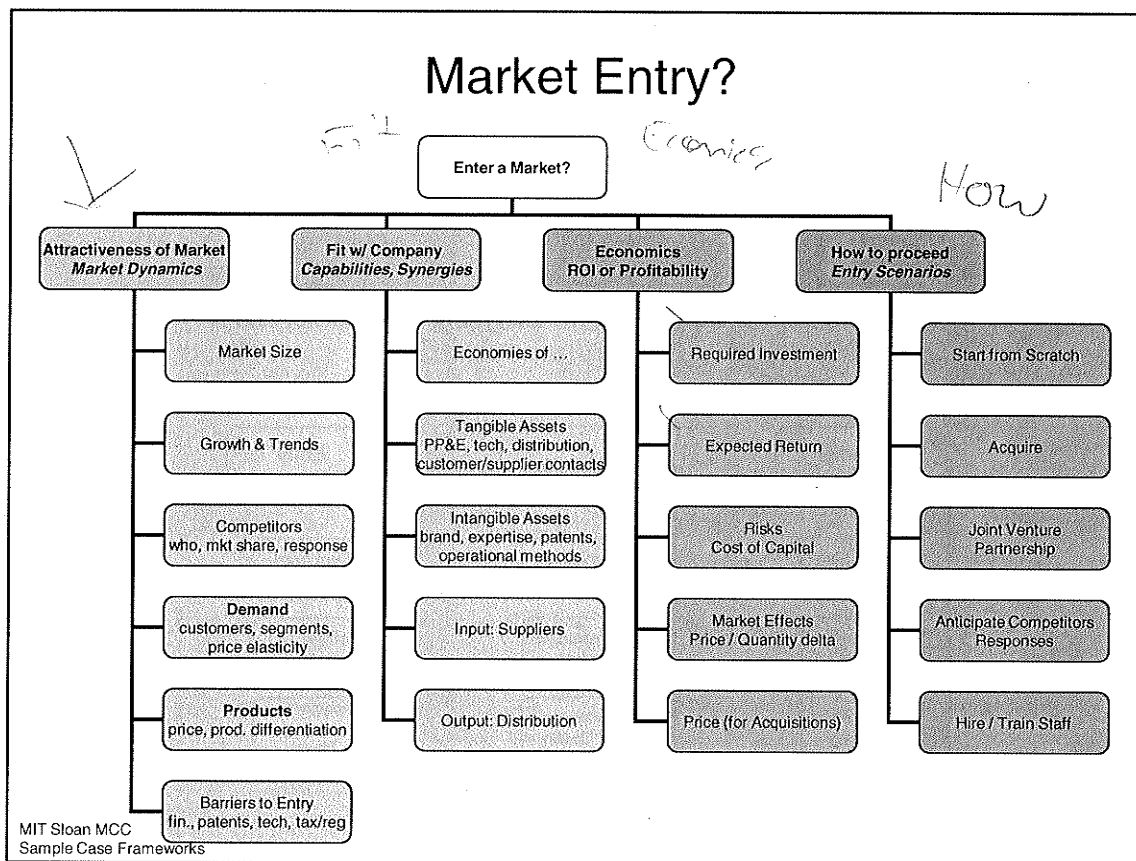 Market Entry?
Fit
Economics
How
Enter a Market?
Attractiveness of Market
Market Dynamics
Fit w/ Company
Capabilities, Synergies
Economics
ROI or Profitability
How to proceed
Entry Scenarios
Market Size
Growth & Trends
Competitors
who, mkt share, response
Demand
customers, segments,
price elasticity
Products
price, prod. differentiation
Barriers to Entry
fin., patents, tech, tax/reg
Economies of ...
Tangible Assets
PP&E, tech, distribution,
customer/supplier contacts
Intangible Assets
brand, expertise, patents,
operational methods
Input: Suppliers
Output: Distribution
Required Investment
Expected Return
Risks
Cost of Capital
Market Effects
Price / Quantity delta
Price (for Acquisitions)
Start from Scratch
Acquire
Joint Venture
Partnership
Anticipate Competitors
Responses
Hire / Train Staff
MIT Sloan MCC
Sample Case Frameworks